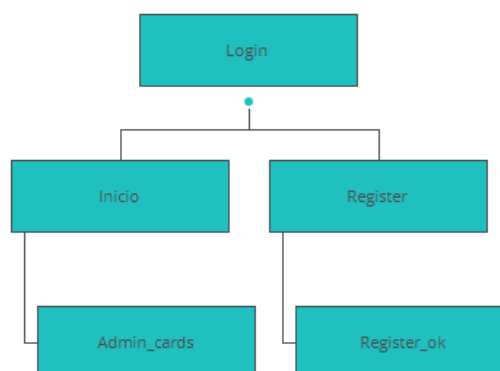 Login
Inicio
Register
Admin_cards
Register_ok